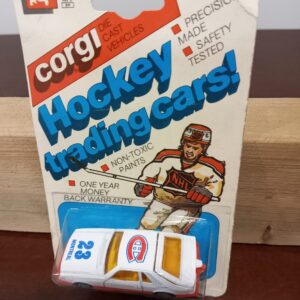 corgi
DIE
CAST
VEHICLES
• PRECISION
MADE
• SAFETY
TESTED
Hockey
trading cars!
• NON-TOXIC
PAINTS
• ONE YEAR
MONEY
BACK WARRANTY
NHL
23